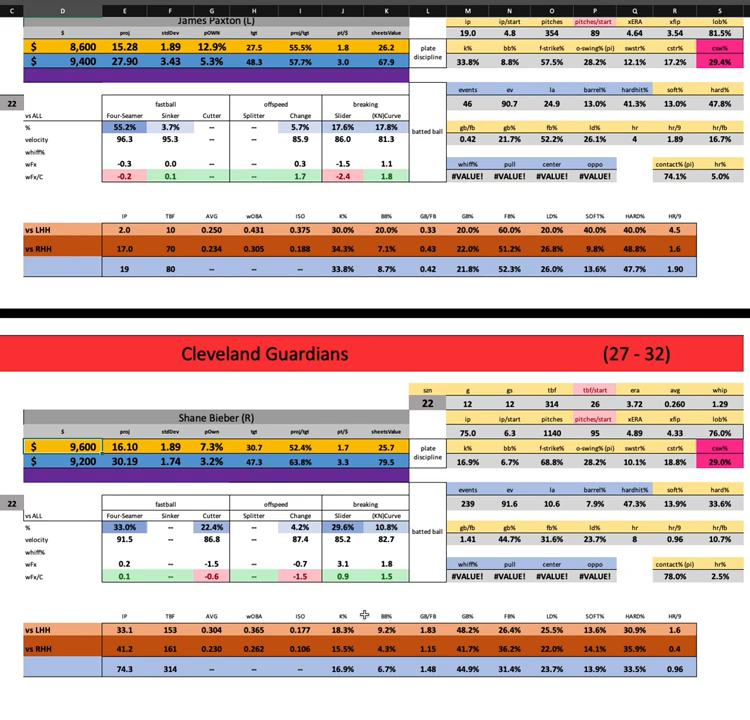 C D E F G H I J K L M N O P Q R S
James Paxton (L) ip ip/start pitches pitches/start xERA xfip lob%
$ proj stdDev pOWN tgt proj/tgt pt/$ sheetsValue 19.0 4.8 354 89 4.64 3.54 81.5%
$ 8,600 15.28 1.89 12.9% 27.5 55.5% 1.8 26.2 plate discipline k% bb% f-strike% o-swing% (pi) swstr% cstr% csw%
$ 9,400 27.90 3.43 5.3% 48.3 57.7% 3.0 67.9 33.8% 8.8% 57.5% 28.2% 12.1% 17.2% 29.4%
events ev la barrel% hardhit% soft% hard%
22 fastball offspeed breaking 46 90.7 24.9 13.0% 41.3% 13.0% 47.8%
vs ALL Four-Seamer Sinker Cutter Splitter Change Slider (KN)Curve
% 55.2% 3.7% -- -- 5.7% 17.6% 17.8% batted ball gb/fb gb% fb% ld% hr hr/9 hr/fb
velocity 96.3 95.3 -- -- 85.9 86.0 81.3 0.42 21.7% 52.2% 26.1% 4 1.89 16.7%
whiff%
wFx -0.3 0.0 -- -- 0.3 -1.5 1.1 whiff% pull center oppo contact% (pi) hr%
wFx/C -0.2 0.1 -- -- 1.7 -2.4 1.8 #VALUE! #VALUE! #VALUE! #VALUE! 74.1% 5.0%
IP TBF AVG wOBA ISO K% BB% GB/FB GB% FB% LD% SOFT% HARD% HR/9
vs LHH 2.0 10 0.250 0.431 0.375 30.0% 20.0% 0.33 20.0% 60.0% 20.0% 40.0% 40.0% 4.5
vs RHH 17.0 70 0.234 0.305 0.188 34.3% 7.1% 0.43 22.0% 51.2% 26.8% 9.8% 48.8% 1.6
19 80 -- -- -- 33.8% 8.7% 0.42 21.8% 52.3% 26.0% 13.6% 47.7% 1.90
Cleveland Guardians (27 - 32)
szn g gs tbf tbf/start era avg whip
22 12 12 314 26 3.72 0.260 1.29
Shane Bieber (R) ip ip/start pitches pitches/start xERA xfip lob%
$ proj stdDev pOwn tgt proj/tgt pt/$ sheetsValue 75.0 6.3 1140 95 4.89 4.33 76.0%
$ 9,600 16.10 1.89 7.3% 30.7 52.4% 1.7 25.7 plate discipline k% bb% f-strike% o-swing% (pi) swstr% cstr% csw%
$ 9,200 30.19 1.74 3.2% 47.3 63.8% 3.3 79.5 16.9% 6.7% 68.8% 28.2% 10.1% 18.8% 29.0%
events ev la barrel% hardhit% soft% hard%
22 fastball offspeed breaking 239 91.6 10.6 7.9% 47.3% 13.9% 33.6%
vs ALL Four-Seamer Sinker Cutter Splitter Change Slider (KN)Curve
% 33.0% -- 22.4% -- 4.2% 29.6% 10.8% batted ball gb/fb gb% fb% ld% hr hr/9 hr/fb
velocity 91.5 -- 86.8 -- 87.4 85.2 82.7 1.41 44.7% 31.6% 23.7% 8 0.96 10.7%
whiff%
wFx 0.2 -- -1.5 -- -0.7 3.1 1.8 whiff% pull center oppo contact% (pi) hr%
wFx/C 0.1 -- -0.6 -- -1.5 0.9 1.5 #VALUE! #VALUE! #VALUE! #VALUE! 78.0% 2.5%
IP TBF AVG wOBA ISO K% BB% GB/FB GB% FB% LD% SOFT% HARD% HR/9
vs LHH 33.1 153 0.304 0.365 0.177 18.3% 9.2% 1.83 48.2% 26.4% 25.5% 13.6% 30.9% 1.6
vs RHH 41.2 161 0.230 0.262 0.106 15.5% 4.3% 1.15 41.7% 36.2% 22.0% 14.1% 35.9% 0.4
74.3 314 -- -- -- 16.9% 6.7% 1.48 44.9% 31.4% 23.7% 13.9% 33.5% 0.96